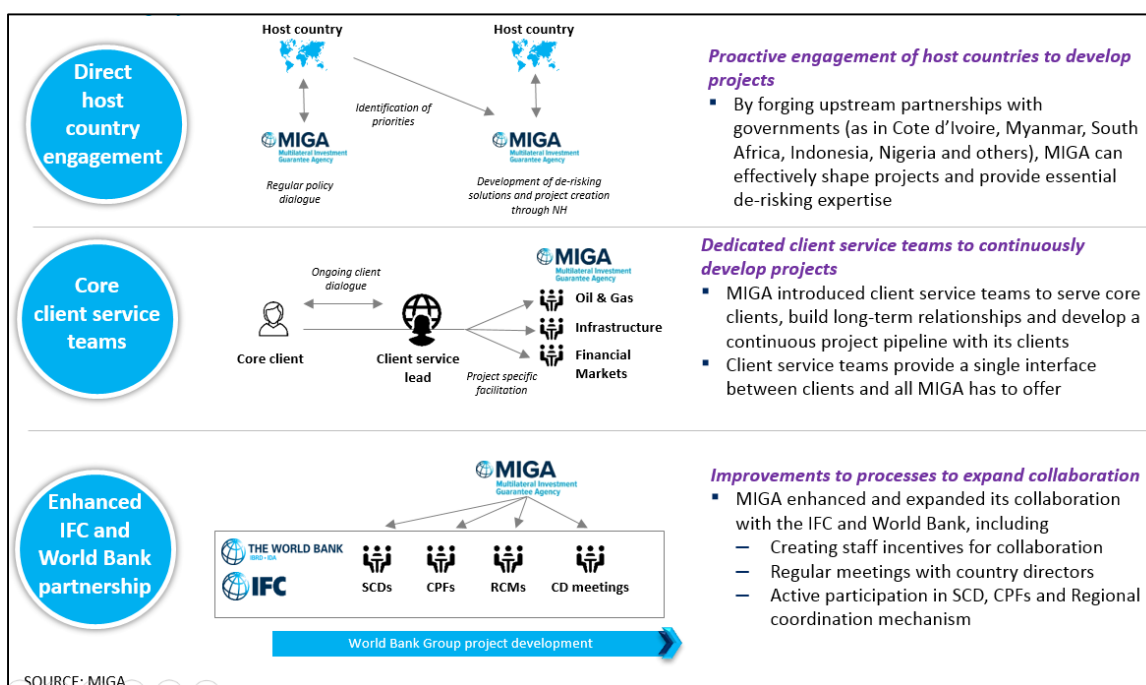 Direct
host
country
engagement
Host country
Host country
Identification of
priorities
MIGA
Multilateral Investment
Guarantee Agency
MIGA
Multilateral Investment
Guarantee Agency
Regular policy
dialogue
Development of de-risking
solutions and project creation
through NH
Proactive engagement of host countries to develop
projects
▪ By forging upstream partnerships with
governments (as in Cote d’Ivoire, Myanmar, South
Africa, Indonesia, Nigeria and others), MIGA can
effectively shape projects and provide essential
de-risking expertise
Core
client service
teams
Ongoing client
dialogue
MIGA
Multilateral Investment
Guarantee Agency
Oil & Gas
Infrastructure
Financial
Markets
Core client
Client service
lead
Project specific
facilitation
Dedicated client service teams to continuously
develop projects
▪ MIGA introduced client service teams to serve core
clients, build long-term relationships and develop a
continuous project pipeline with its clients
▪ Client service teams provide a single interface
between clients and all MIGA has to offer
Enhanced
IFC and
World Bank
partnership
MIGA
Multilateral Investment
Guarantee Agency
THE WORLD BANK
IBRD - IDA
IFC
SCDs
CPFs
RCMs
CD meetings
World Bank Group project development
Improvements to processes to expand collaboration
▪ MIGA enhanced and expanded its collaboration
with the IFC and World Bank, including
– Creating staff incentives for collaboration
– Regular meetings with country directors
– Active participation in SCD, CPFs and Regional
coordination mechanism
SOURCE: MIGA